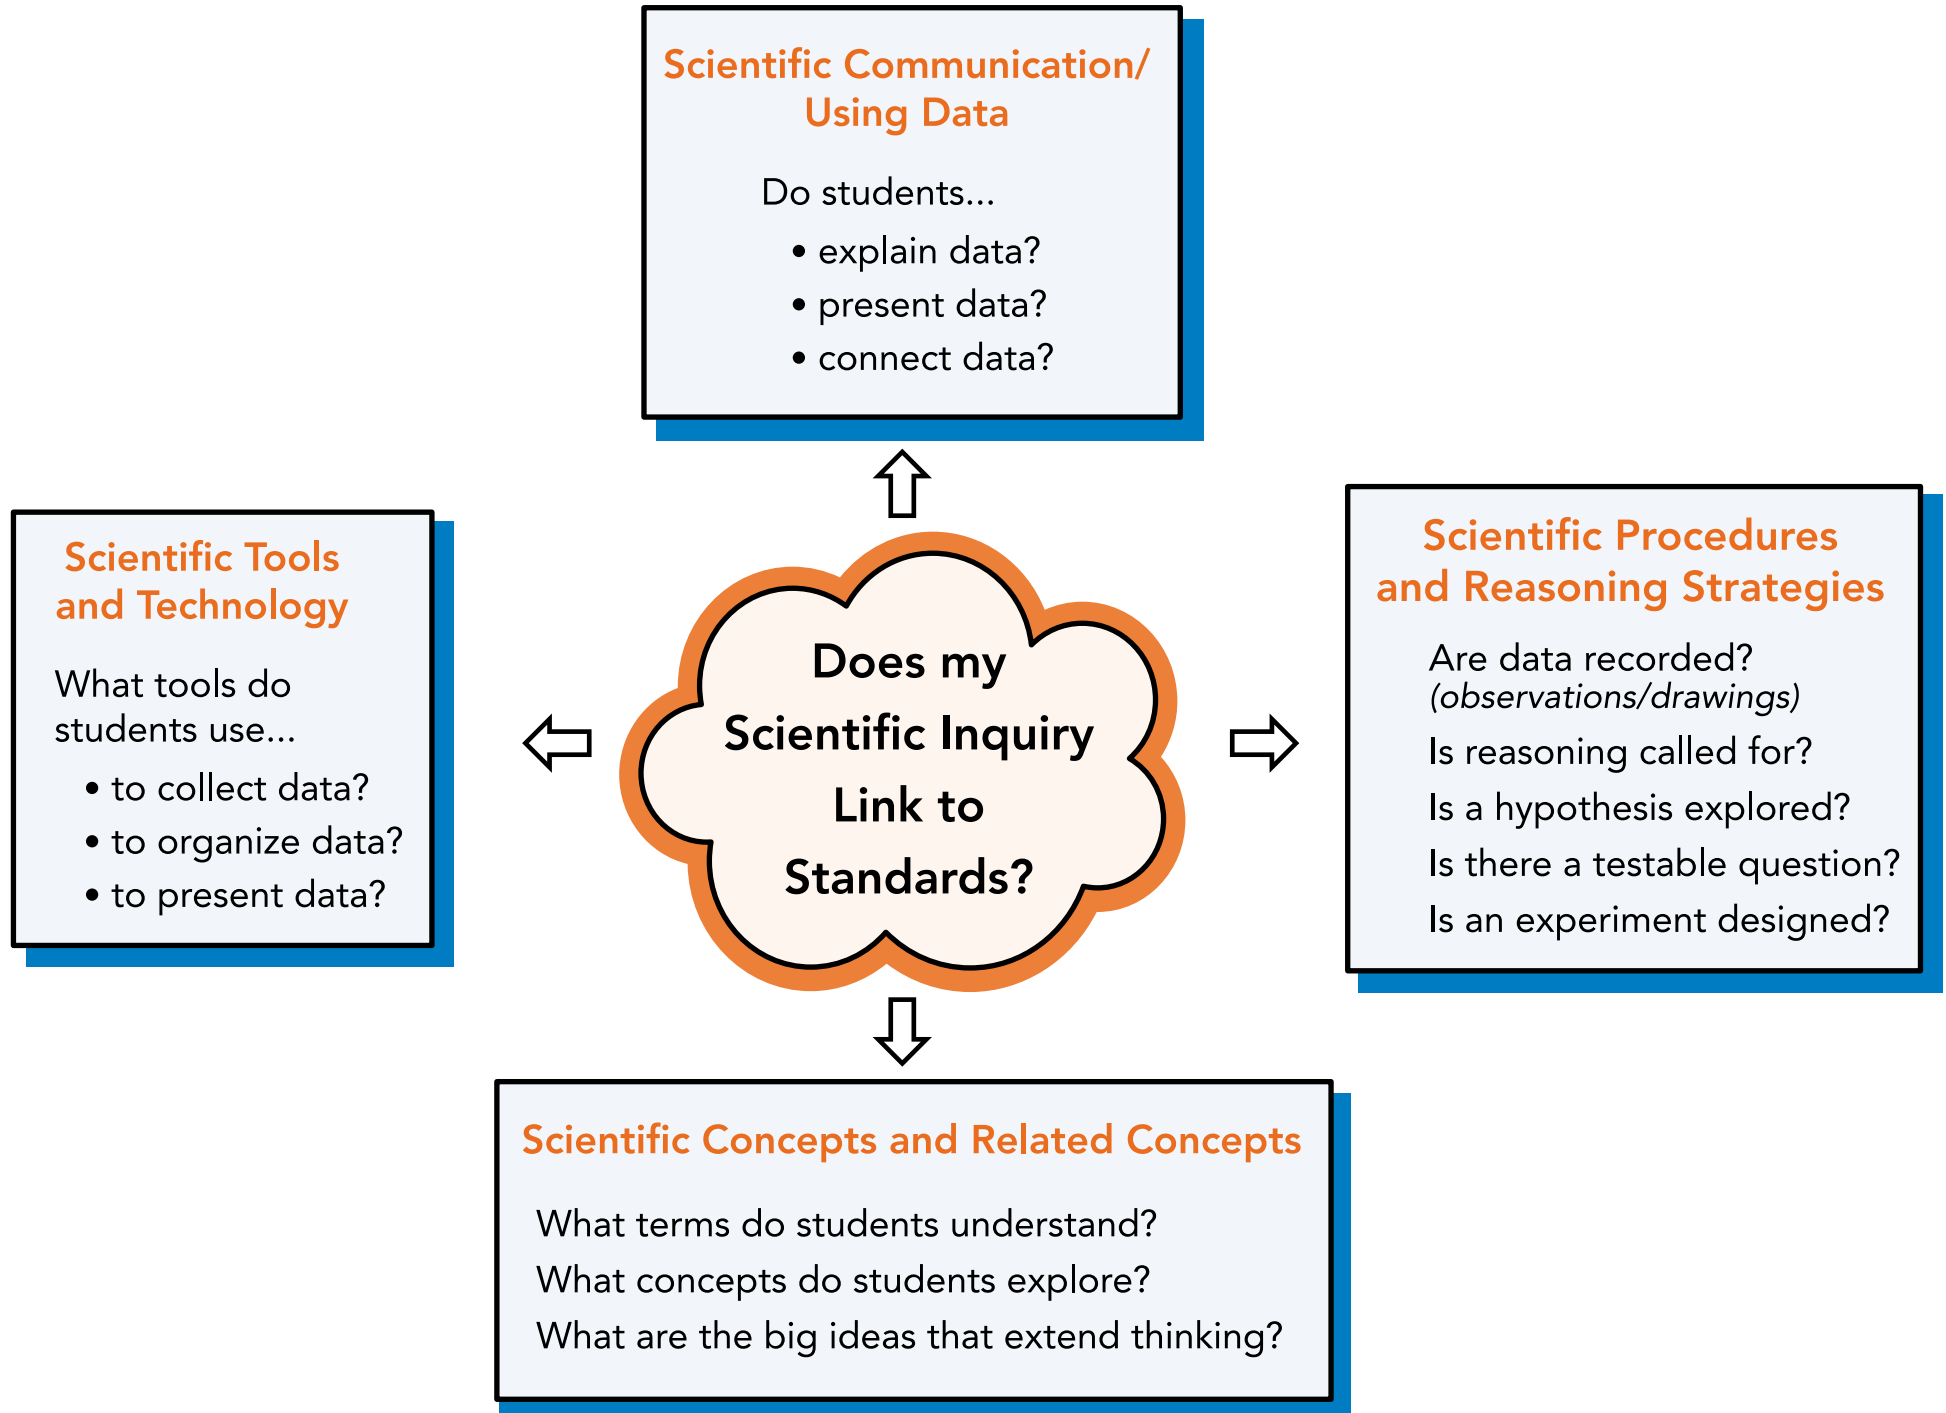 Scientific Communication/
Using Data
Do students...
• explain data?
• present data?
• connect data?
Scientific Tools
and Technology
What tools do
students use...
• to collect data?
• to organize data?
• to present data?
Does my
Scientific Inquiry
Link to
Standards?
Scientific Procedures
and Reasoning Strategies
Are data recorded?
(observations/drawings)
Is reasoning called for?
Is a hypothesis explored?
Is there a testable question?
Is an experiment designed?
Scientific Concepts and Related Concepts
What terms do students understand?
What concepts do students explore?
What are the big ideas that extend thinking?